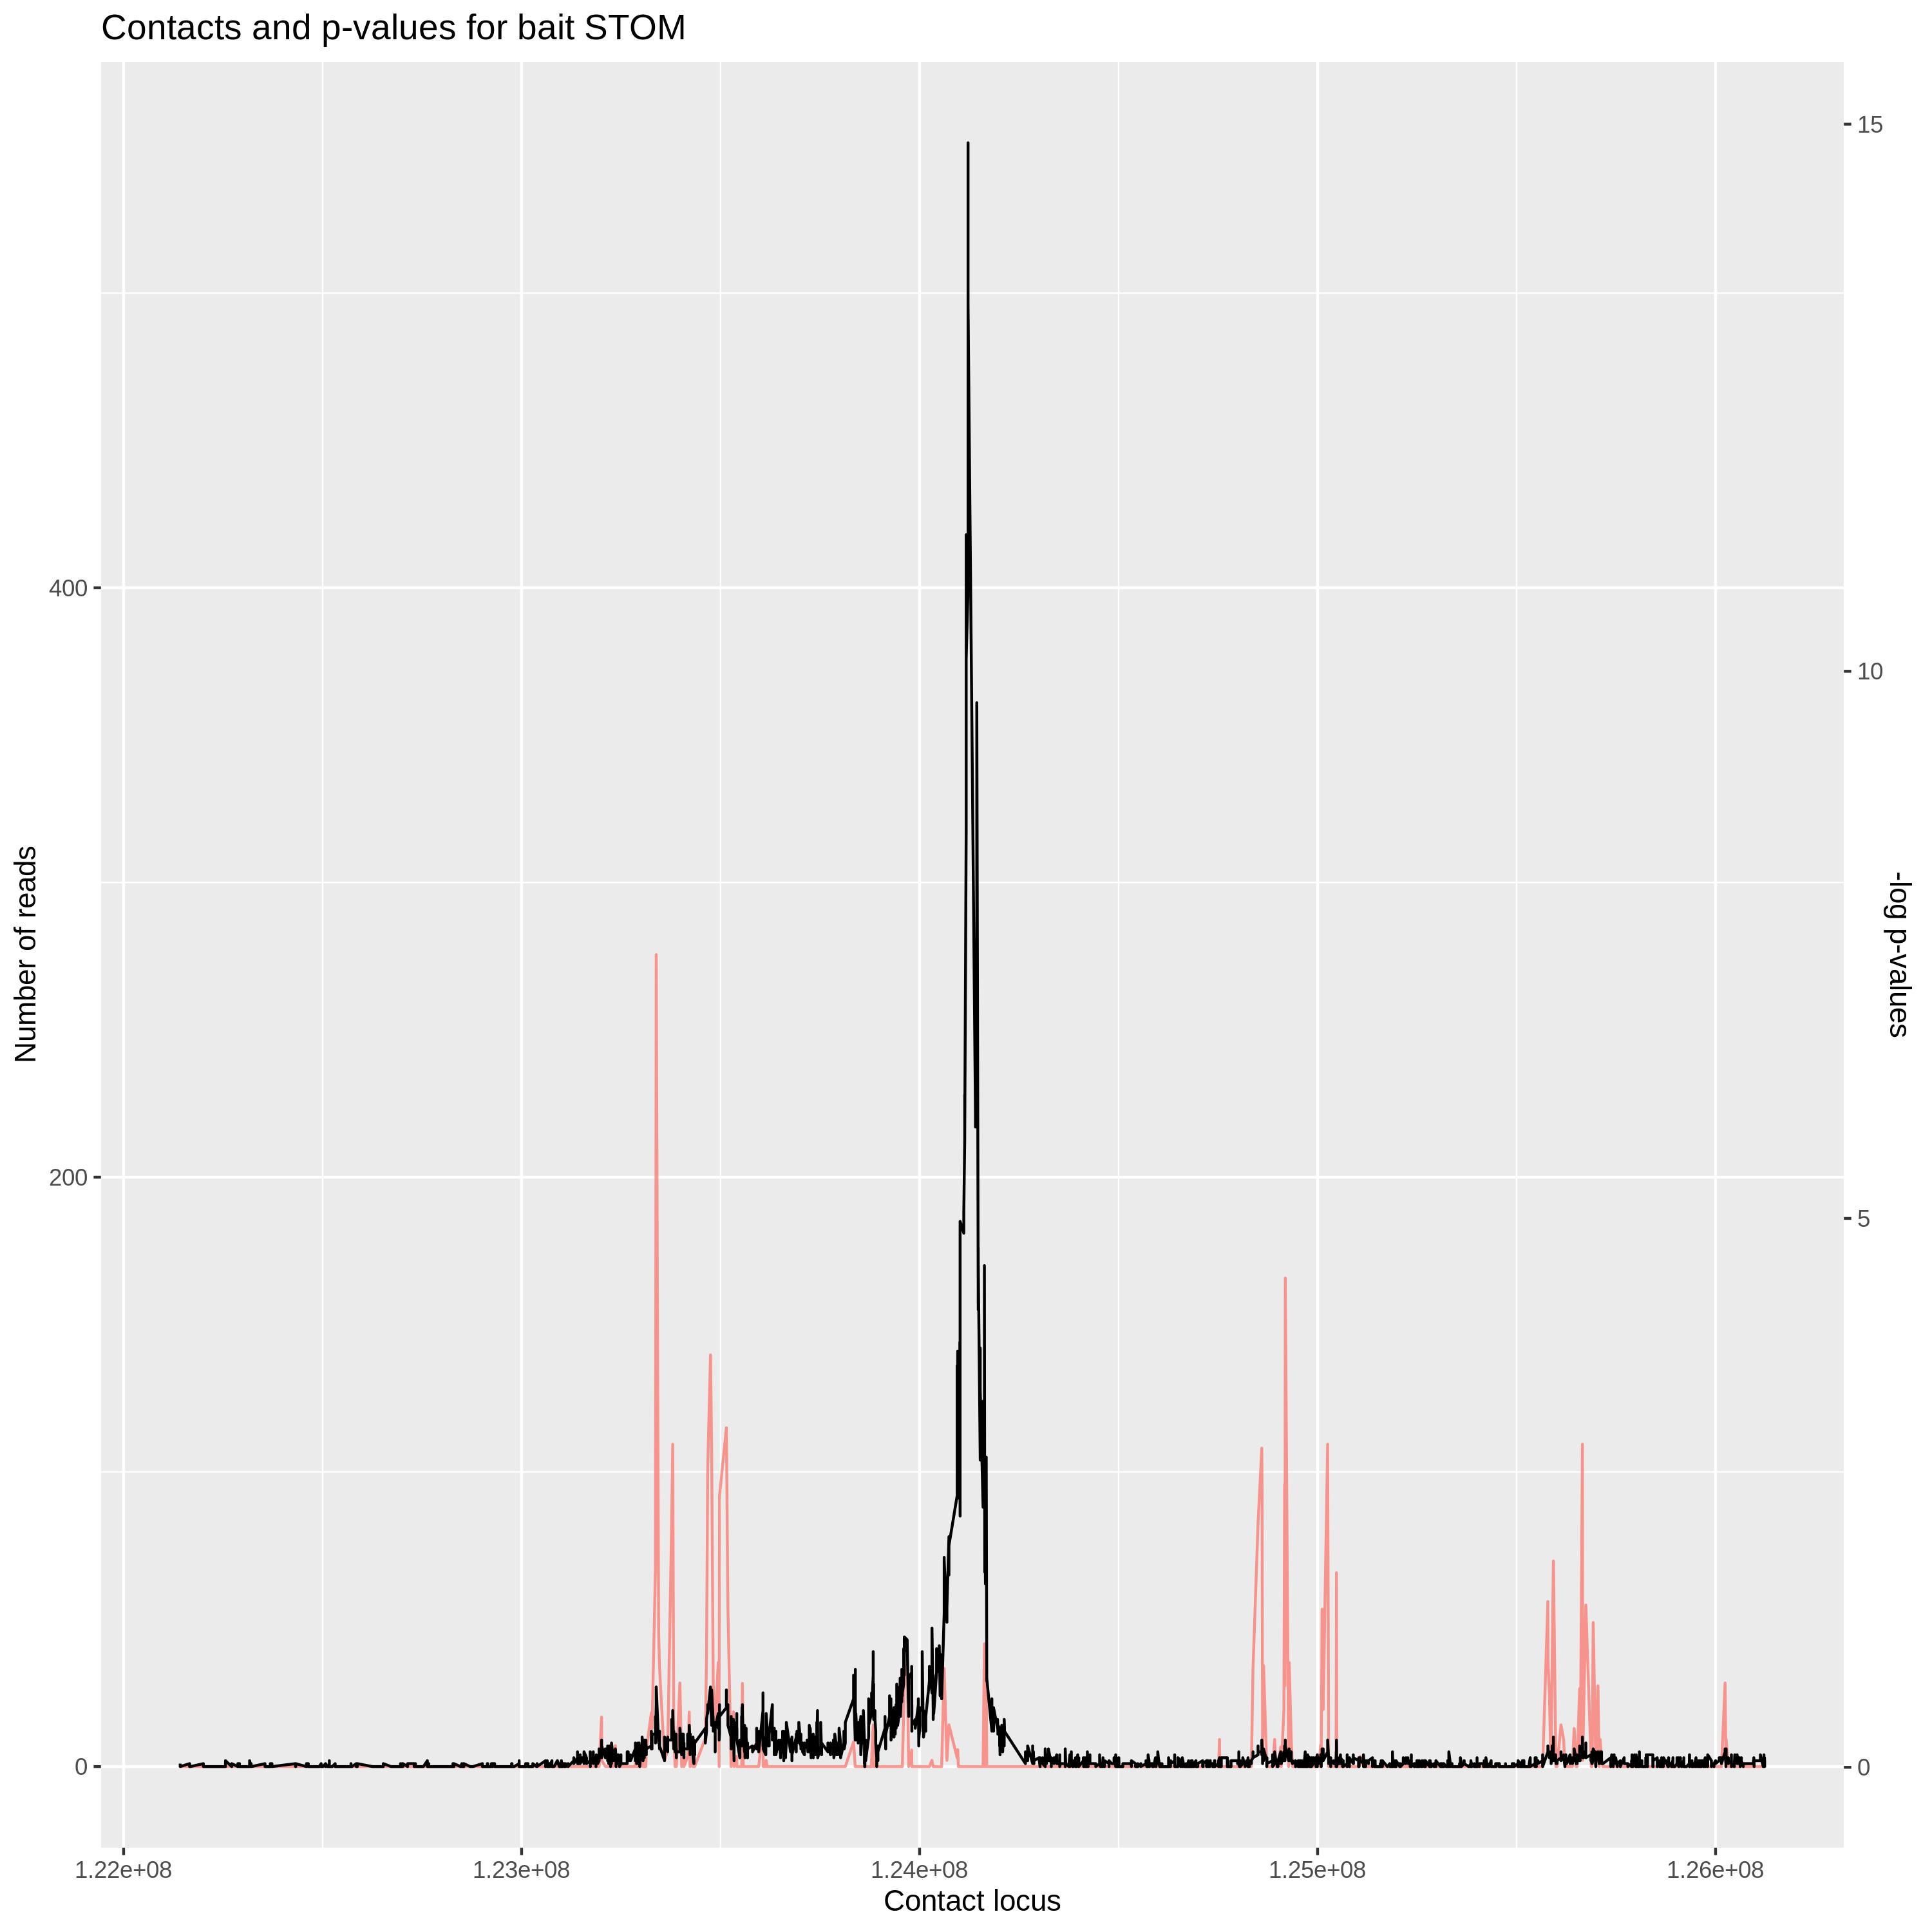 Contacts and p-values for bait STOM
Number of reads
400
200
0
15
10
5
0
-log p-values
1.22e+08
1.23e+08
1.24e+08
1.25e+08
1.26e+08
Contact locus